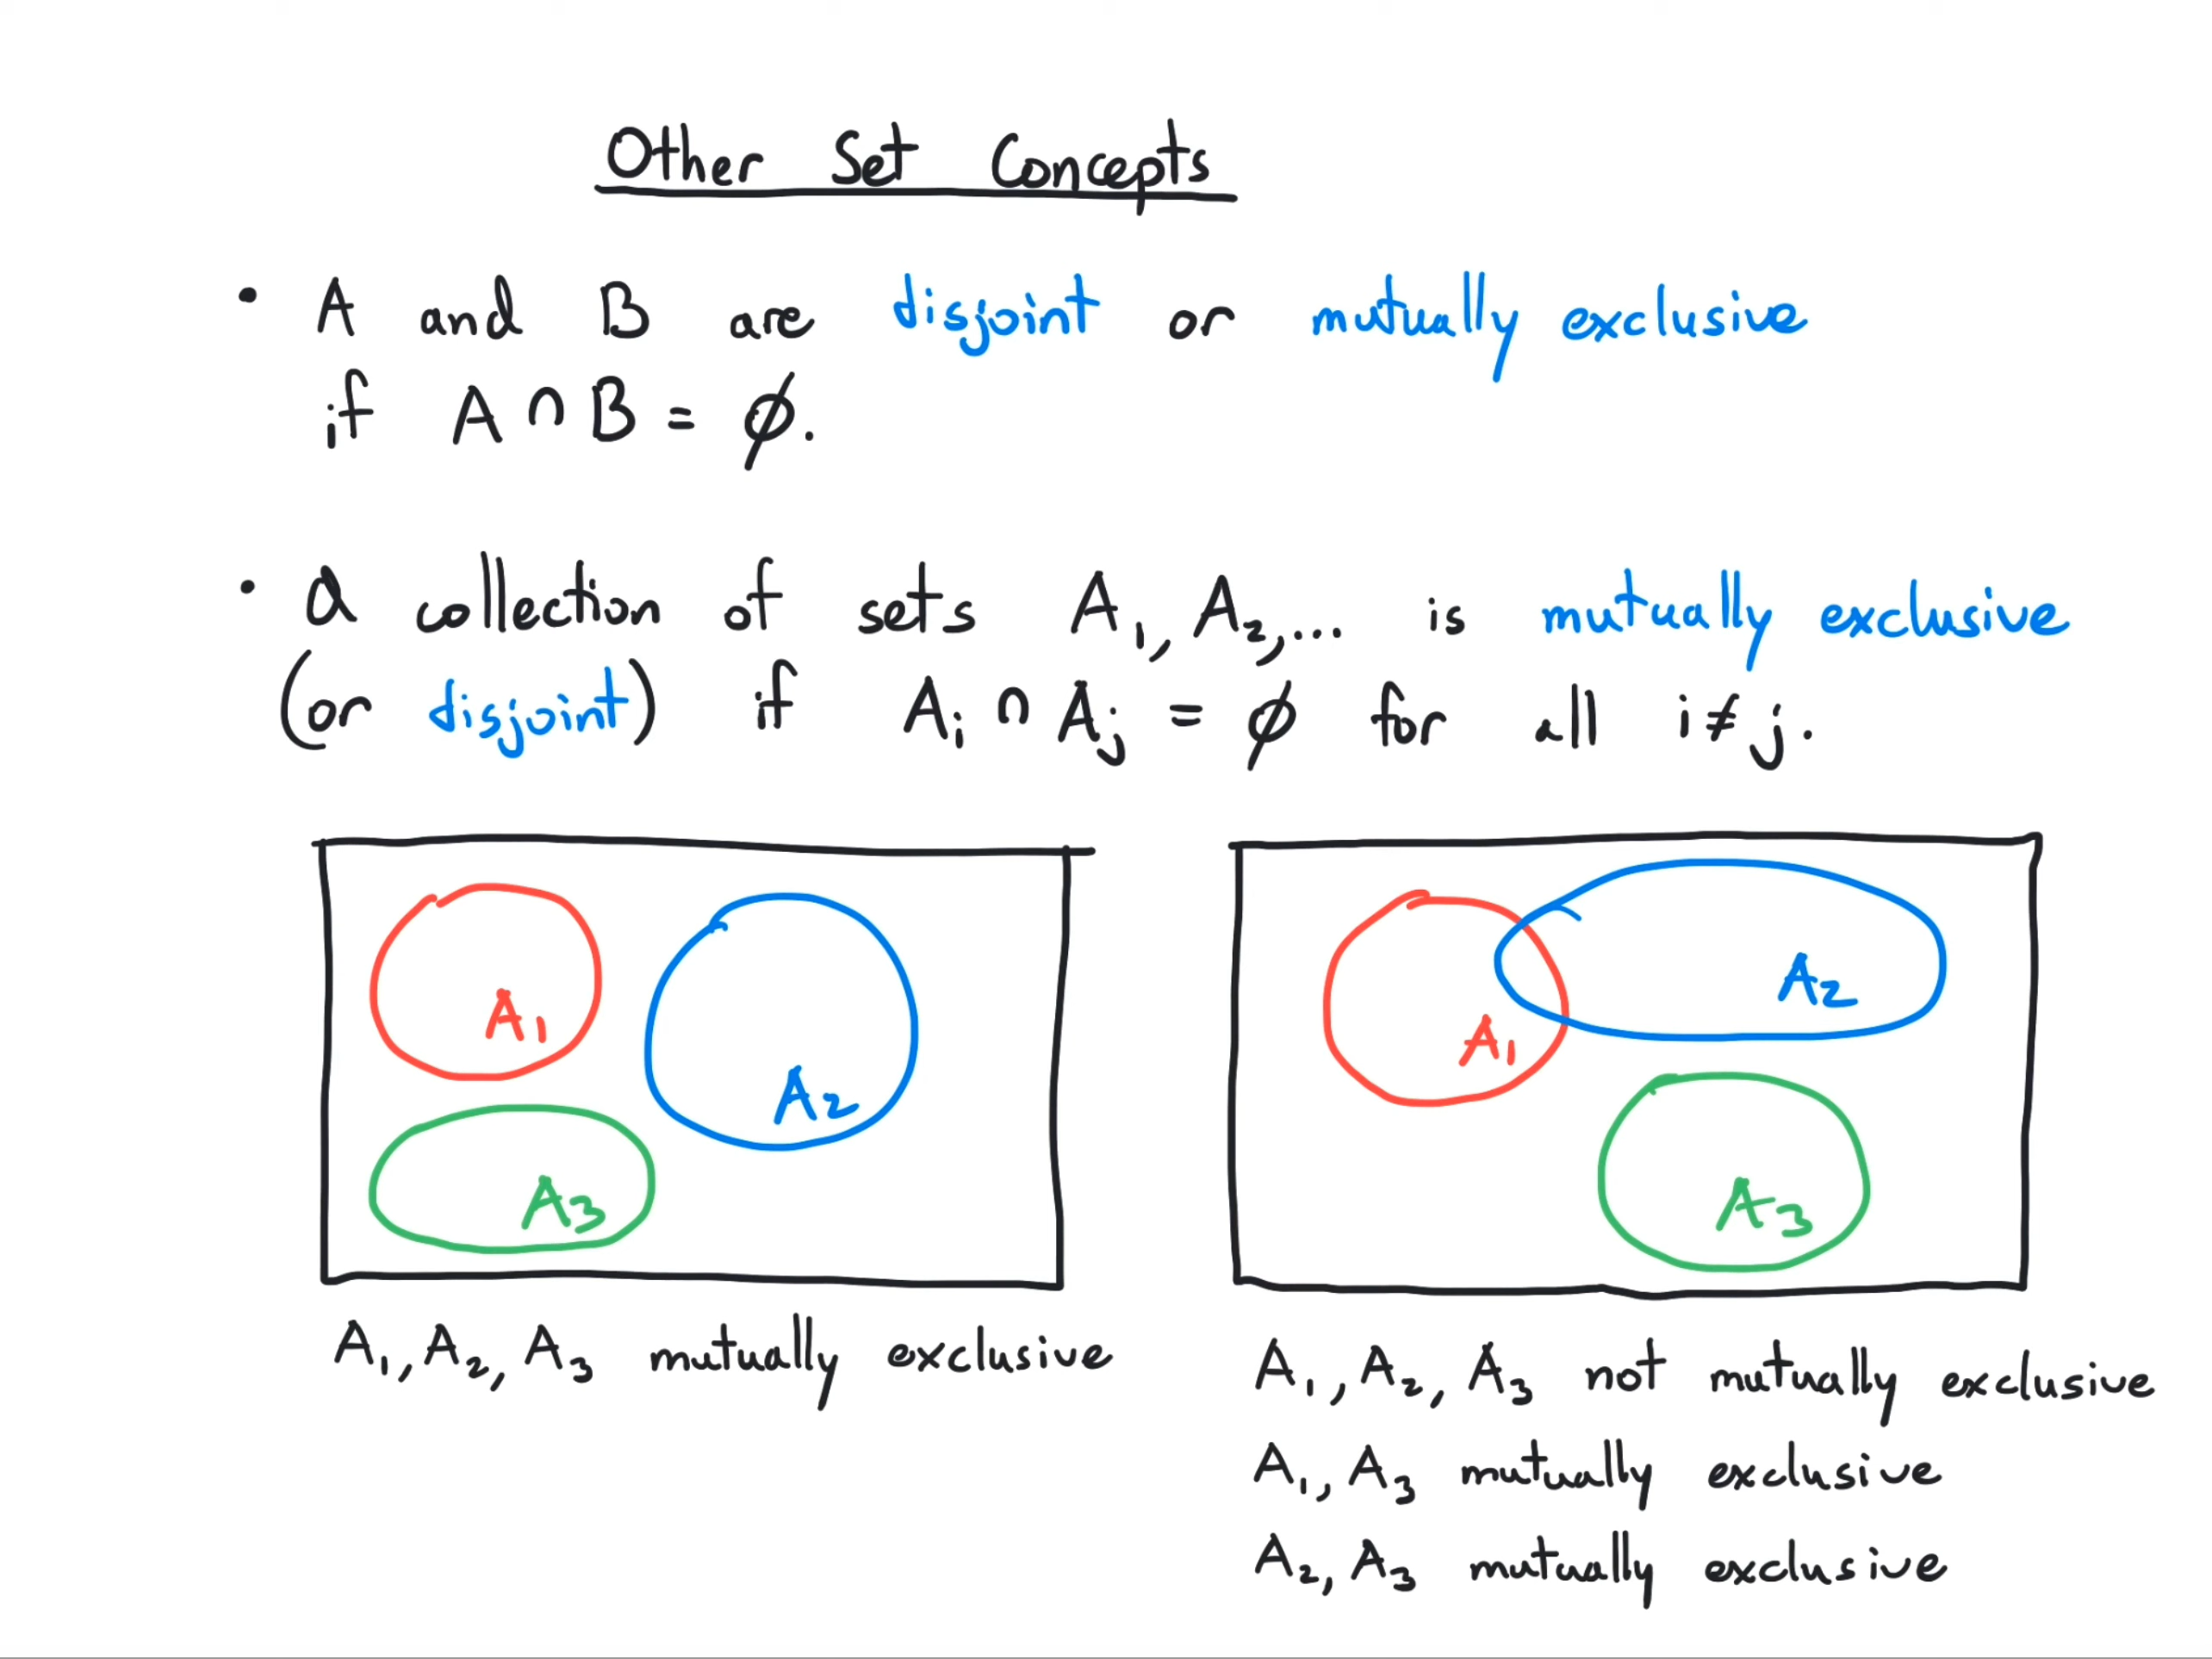 Other Set Concepts
• A and B are disjoint or mutually exclusive
if A ∩ B = ∅.
• A collection of sets A₁, A₂,... is mutually exclusive
(or disjoint) if Aᵢ ∩ Aⱼ = ∅ for all i ≠ j.
A₁
A₂
A₃
A₁
A₂
A₃
A₁, A₂, A₃ mutually exclusive
A₁, A₂, A₃ not mutually exclusive
A₁, A₃ mutually exclusive
A₂, A₃ mutually exclusive